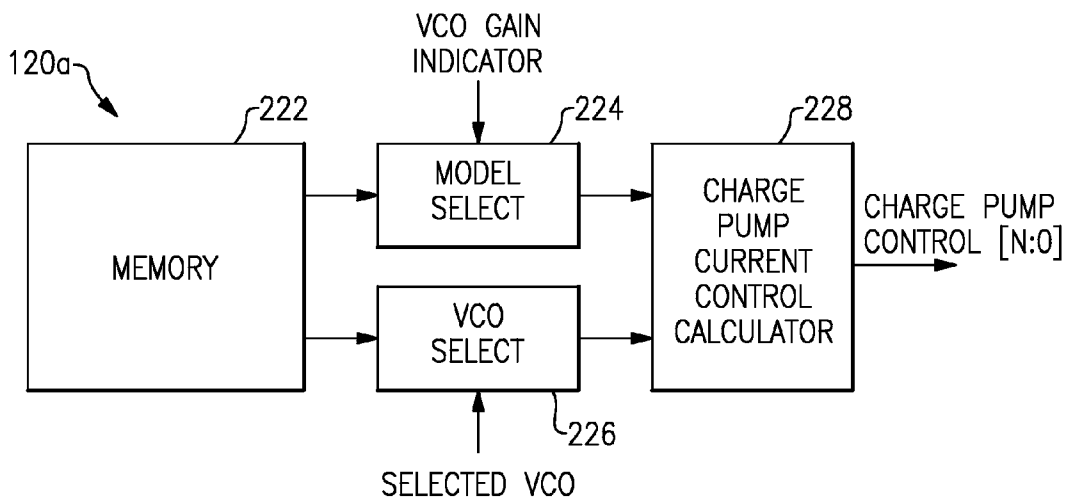 VCO GAIN
INDICATOR
120a
222
224
228
MEMORY
MODEL
SELECT
VCO
SELECT
CHARGE
PUMP
CURRENT
CONTROL
CALCULATOR
CHARGE PUMP
CONTROL [N:0]
226
SELECTED VCO